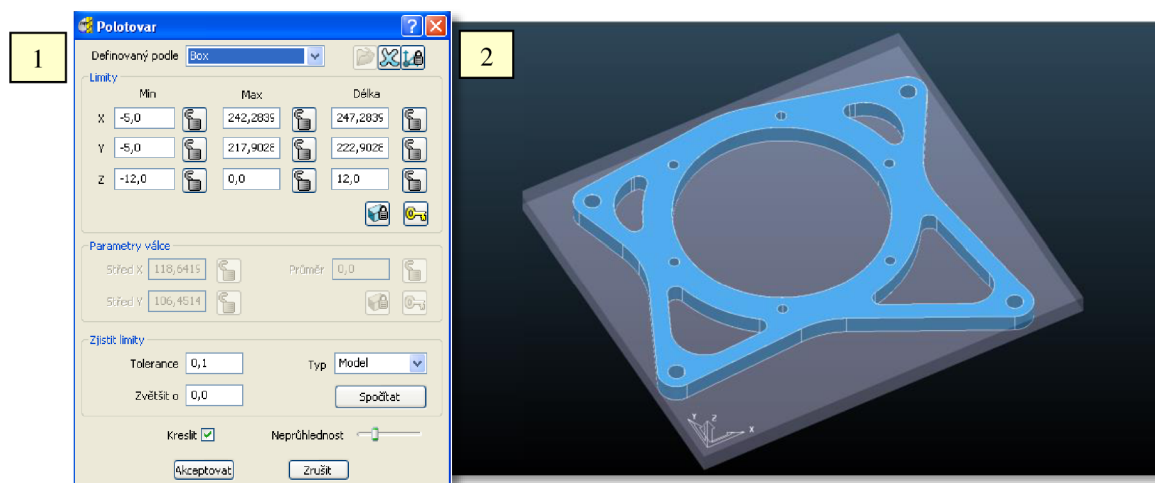 1
Polotovar
Definovaný podle Box
Limity
Min Max Délka
X -5,0 242,2839 247,2839
Y -5,0 217,9028 222,9028
Z -12,0 0,0 12,0
Parametry válce
Střed X 118,6419 Průměr 0,0
Střed Y 106,4514
Zjistit limity
Tolerance 0,1 Typ Model
Zvětšit o 0,0 Spočítat
Kreslit Neprůhlednost
Akceptovat Zrušit
2
Y Z X